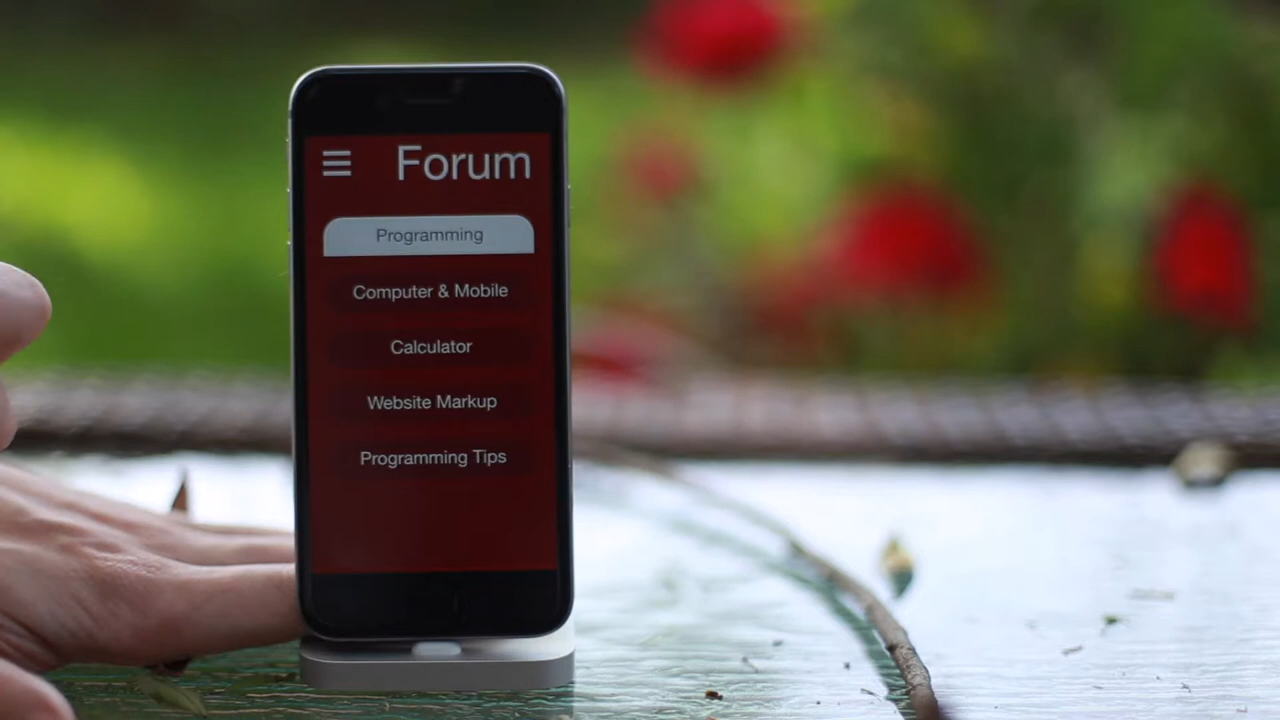 Forum
Programming
Computer & Mobile
Calculator
Website Markup
Programming Tips